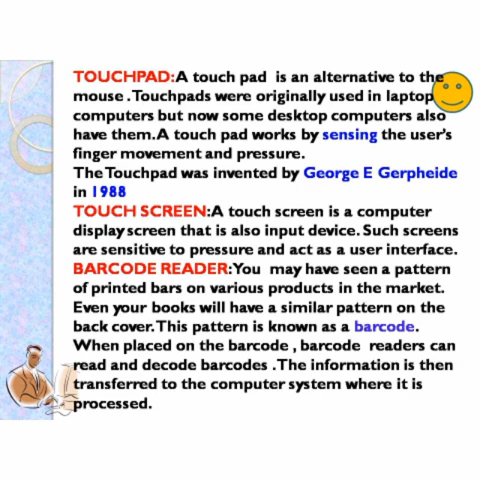 TOUCHPAD:A touch pad  is an alternative to the
mouse .Touchpads were originally used in laptop
computers but now some desktop computers also
have them.A touch pad works by sensing the user's
finger movement and pressure.
The Touchpad was invented by George E Gerpheide
in 1988
TOUCH SCREEN:A touch screen is a computer
display screen that is also input device. Such screens
are sensitive to pressure and act as a user interface.
BARCODE READER:You  may have seen a pattern
of printed bars on various products in the market.
Even your books will have a similar pattern on the
back cover.This pattern is known as a barcode.
When placed on the barcode , barcode  readers can
read and decode barcodes .The information is then
transferred to the computer system where it is
processed.